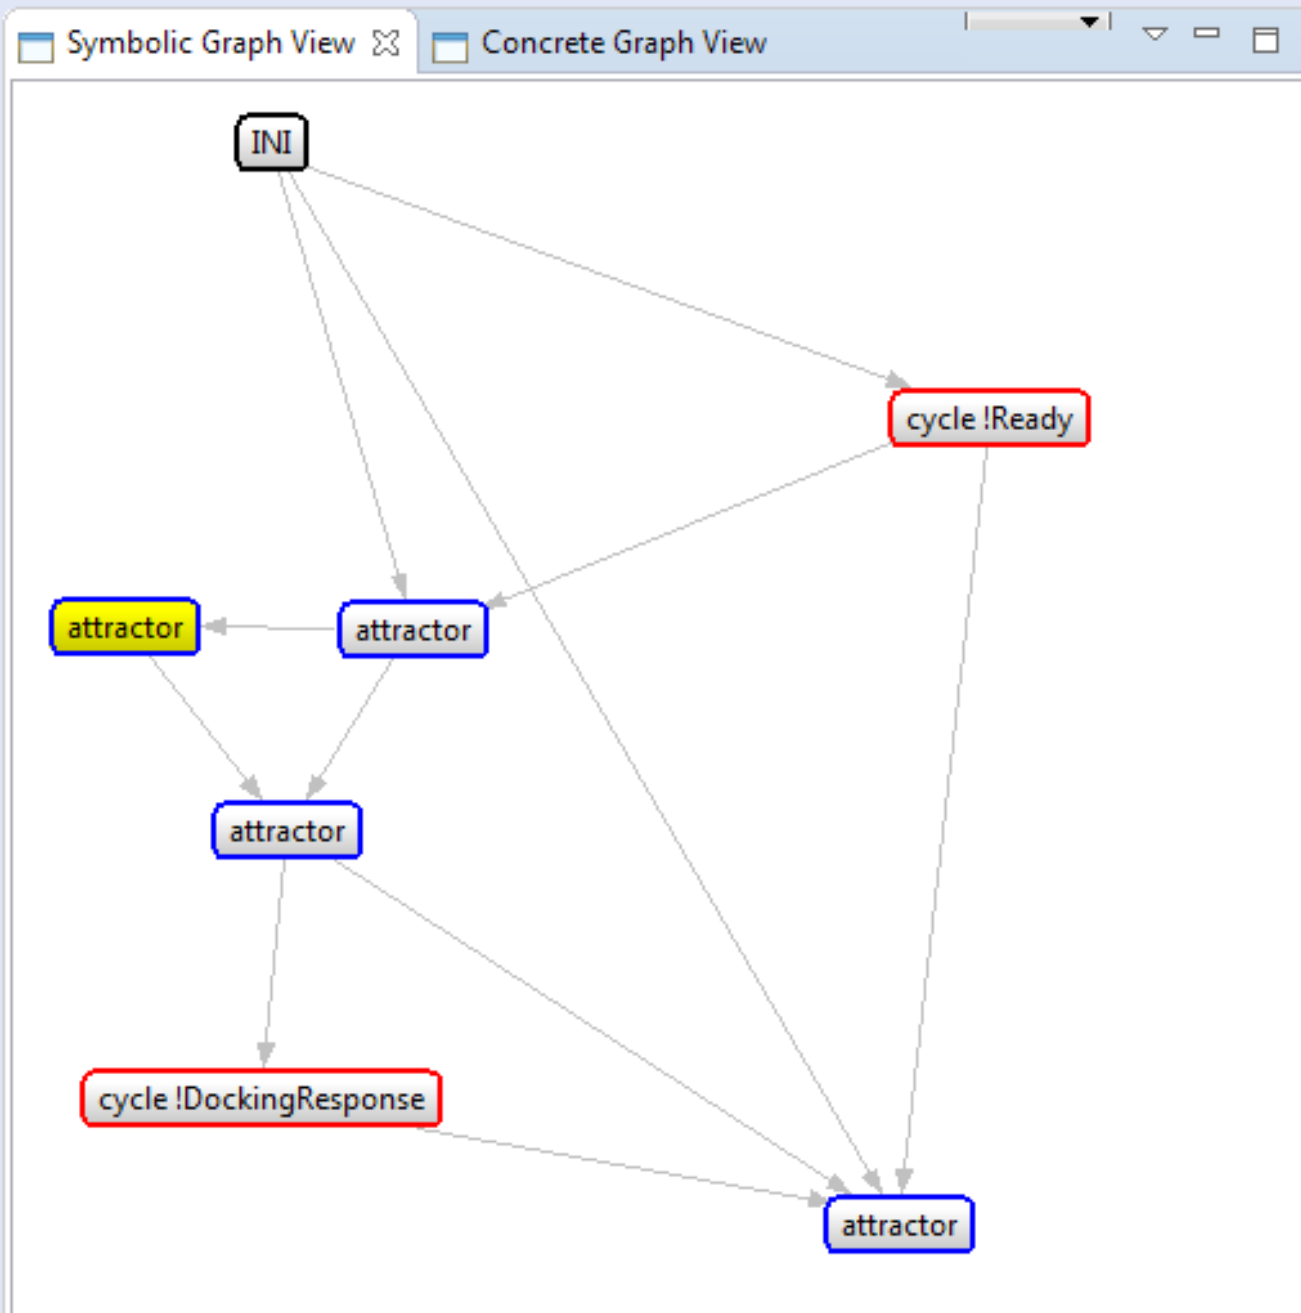 Symbolic Graph View
Concrete Graph View
INI
cycle !Ready
attractor
attractor
attractor
cycle !DockingResponse
attractor